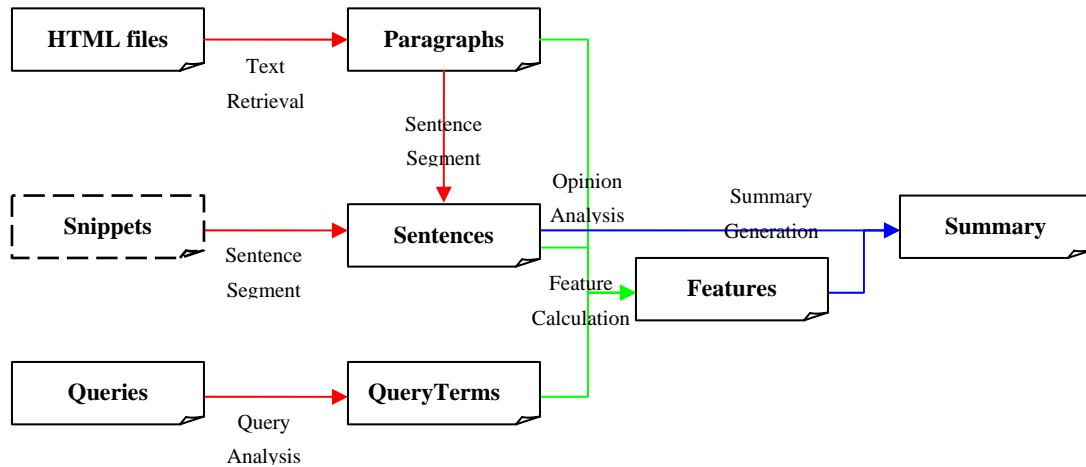 HTML files
Paragraphs
Text
Retrieval
Sentence
Segment
Snippets
Sentences
Opinion
Analysis
Summary
Generation
Summary
Sentence
Segment
Features
Feature
Calculation
Queries
QueryTerms
Query
Analysis